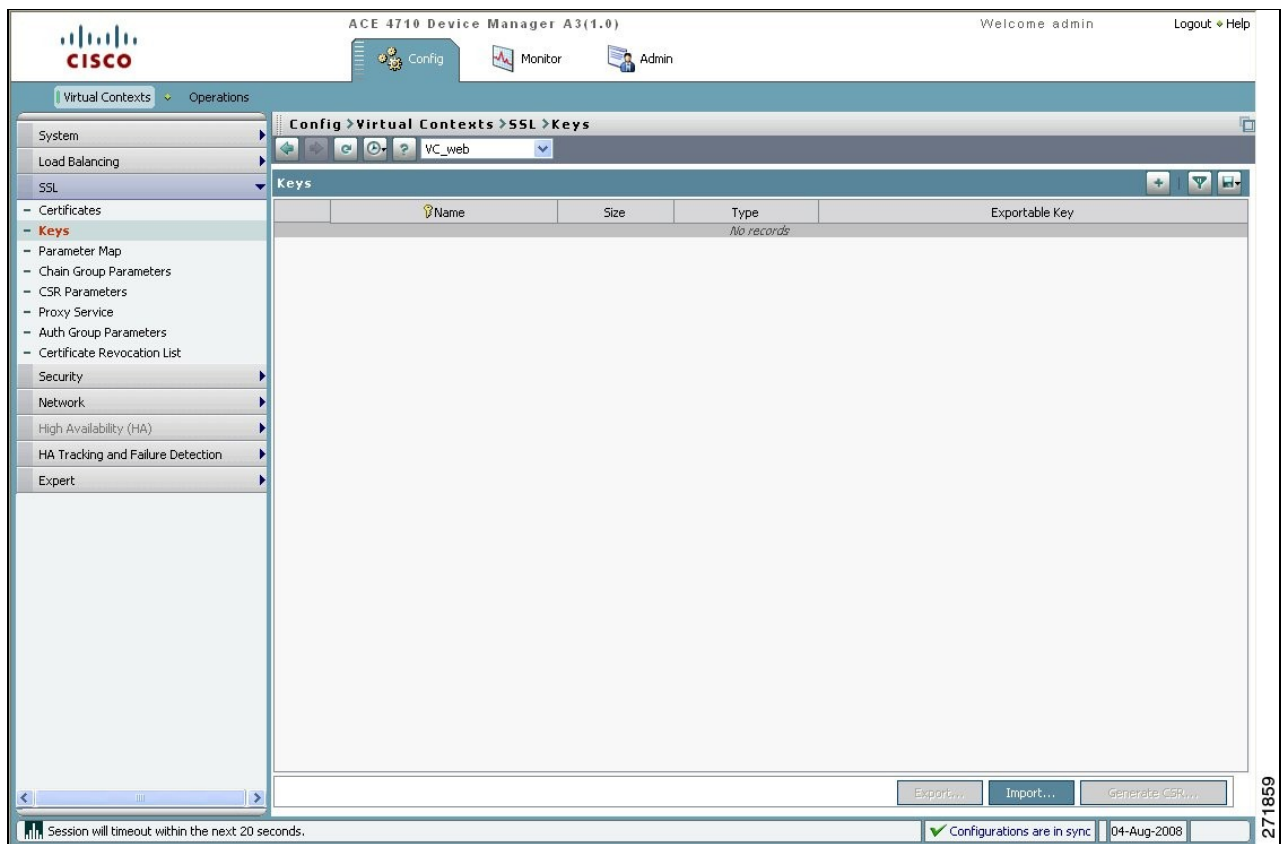 ACE 4710 Device Manager A3(1.0)
Welcome admin
Logout
Help
CISCO
Config
Monitor
Admin
Virtual Contexts
Operations
System
Load Balancing
SSL
- Certificates
- Keys
- Parameter Map
- Chain Group Parameters
- CSR Parameters
- Proxy Service
- Auth Group Parameters
- Certificate Revocation List
Security
Network
High Availability (HA)
HA Tracking and Failure Detection
Expert
Config > Virtual Contexts > SSL > Keys
? VC_web
Keys
Name Size Type Exportable Key
No records
Export... Import... Generate CSR...
Session will timeout within the next 20 seconds.
Configurations are in sync
04-Aug-2008
271859